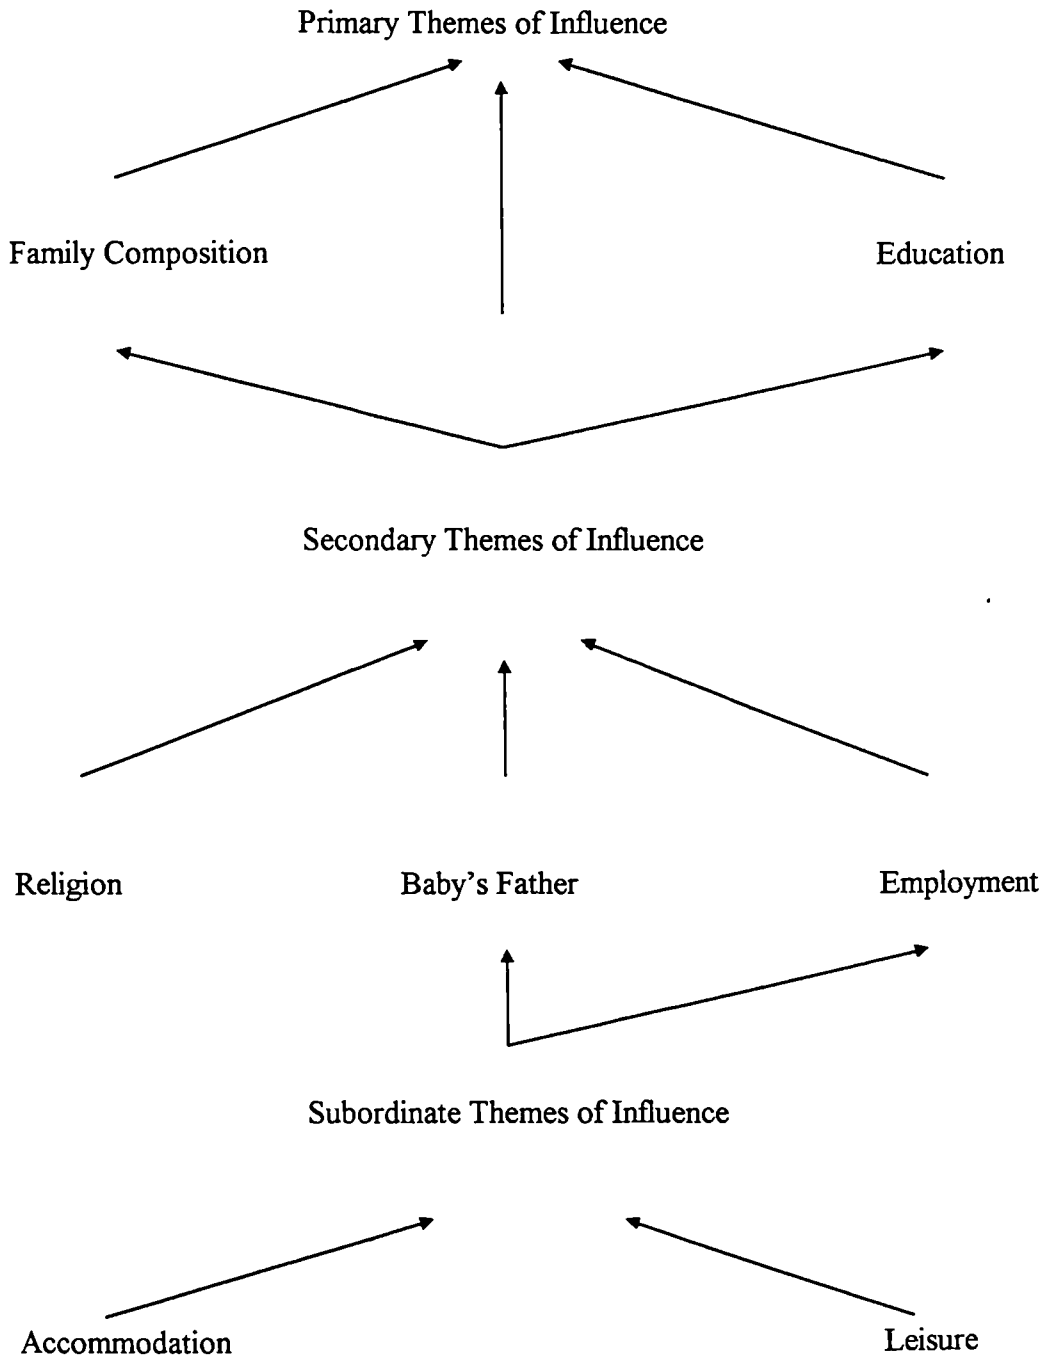 Primary Themes of Influence
Family Composition
Education
Secondary Themes of Influence
Religion
Baby's Father
Employment
Subordinate Themes of Influence
Accommodation
Leisure